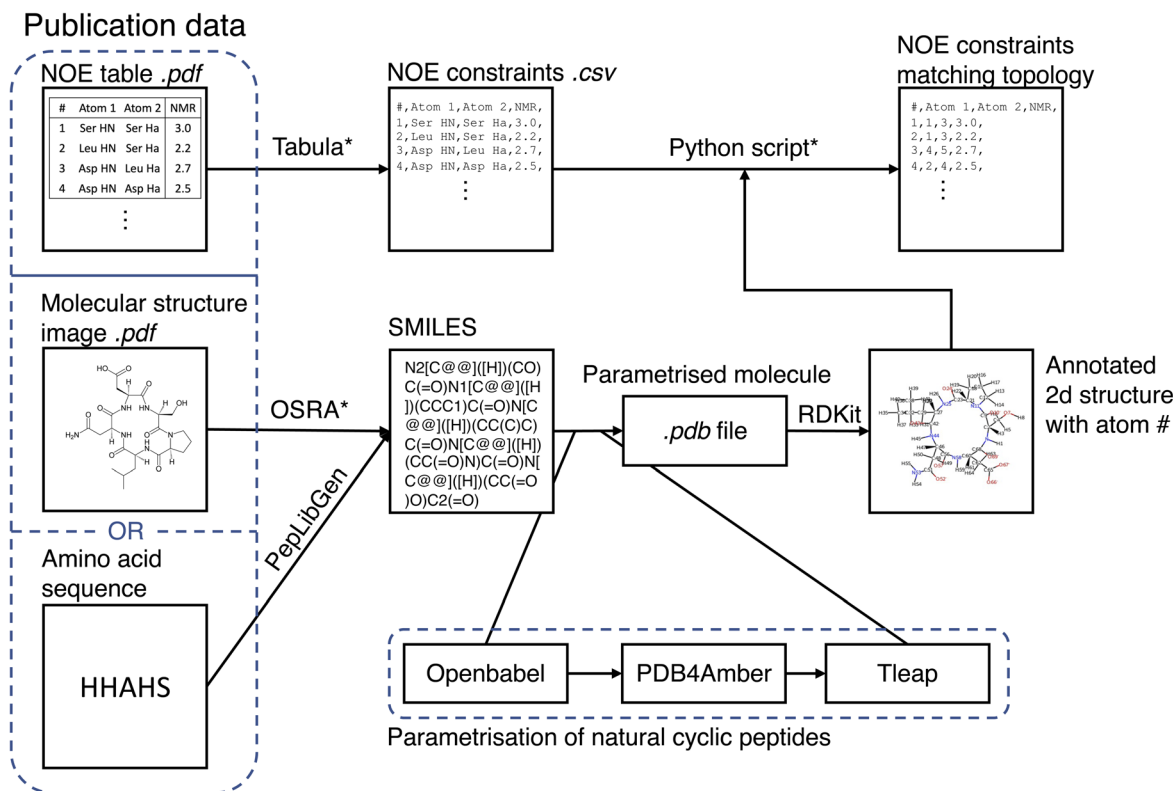 Publication data
NOE table .pdf
# Atom 1 Atom 2 NMR
1 Ser HN Ser Ha 3.0
2 Leu HN Ser Ha 2.2
3 Asp HN Leu Ha 2.7
4 Asp HN Asp Ha 2.5
⋮
Tabula*
NOE constraints .csv
#,Atom 1,Atom 2,NMR,
1,Ser HN,Ser Ha,3.0,
2,Leu HN,Ser Ha,2.2,
3,Asp HN,Leu Ha,2.7,
4,Asp HN,Asp Ha,2.5,
⋮
Python script*
NOE constraints
matching topology
#,Atom 1,Atom 2,NMR,
1,1,3,3.0,
2,1,3,2.2,
3,4,5,2.7,
4,2,4,2.5,
⋮
Molecular structure
image .pdf
HO
O
O
H
NH
HN
OH
H
O
O
H2N
NH
H
O
N
H
N
H
H
O
O
OSRA*
SMILES
N2[C@@]([H])(CO)
C(=O)N1[C@@]([H
])(CCC1)C(=O)N[C
@@]([H])(CC(C)C)
C(=O)N[C@@]([H])
(CC(=O)N)C(=O)N[
C@@]([H])(CC(=O
)O)C2(=O)
Parametrised molecule
.pdb file
RDKit
Annotated
2d structure
with atom #
OR
Amino acid
sequence
HHAHS
PepLibGen
Openbabel
PDB4Amber
Tleap
Parametrisation of natural cyclic peptides